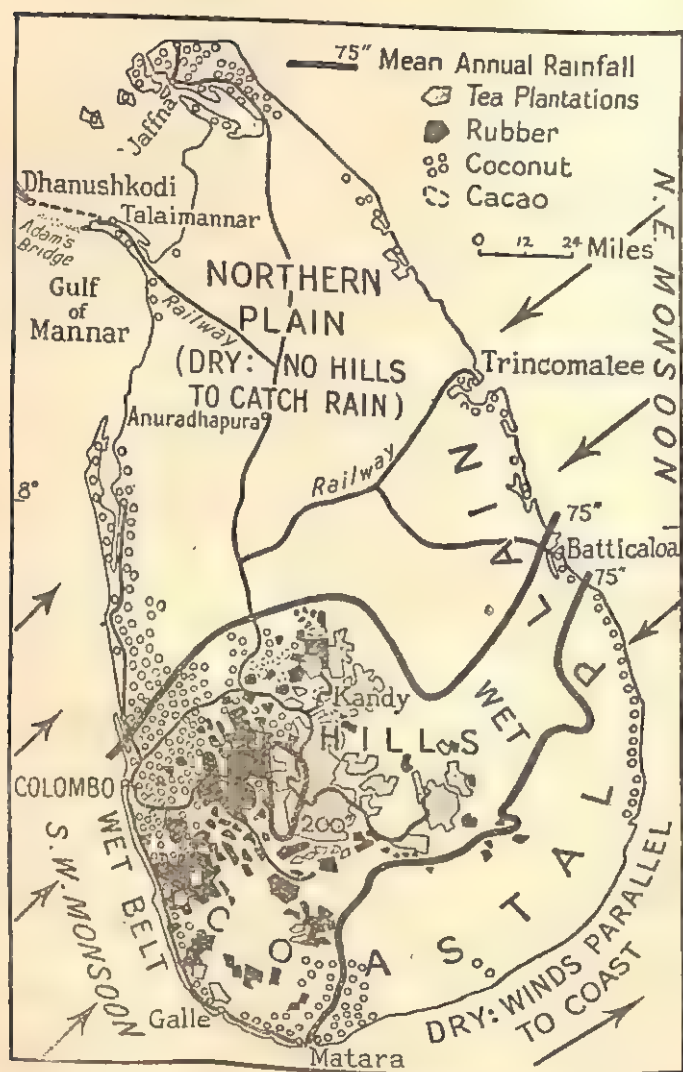 75" Mean Annual Rainfall
Tea Plantations
Rubber
Coconut
Cacao
0 12 24 Miles
Jaffna
Dhanushkodi
Talaimannar
Adam's
Bridge
Gulf
of
Mannar
Railway
NORTHERN
PLAIN
(DRY: NO HILLS
TO CATCH RAIN)
Anuradhapura
N.E. MONSOON
Trincomalee
Railway
8°
75"
Batticaloa
75"
WET
Kandy
HILLS
200"
COLOMBO
WET BELT
S.W. MONSOON
COASTAL PLAIN
Galle
Matara
DRY: WINDS PARALLEL
TO COAST